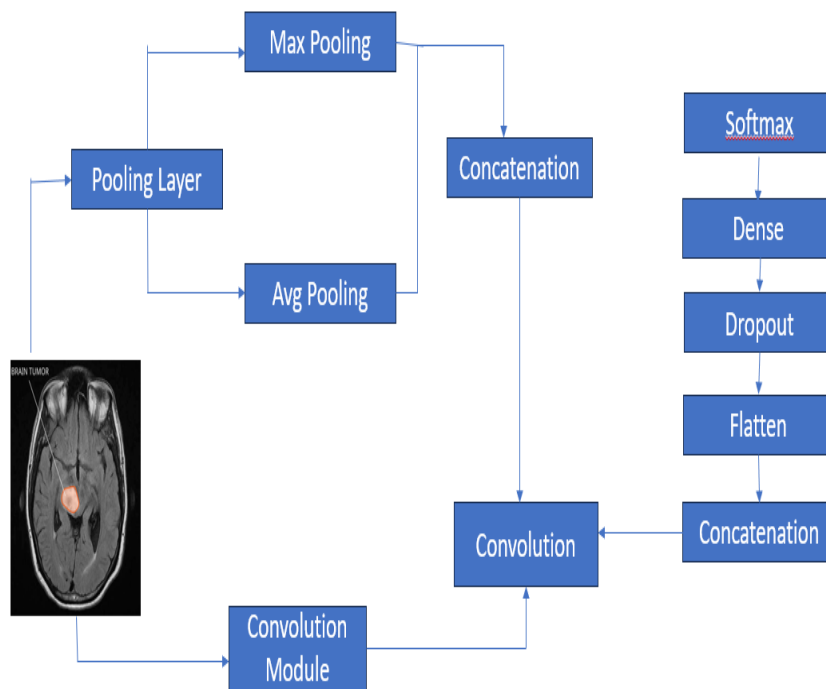 Max Pooling
Softmax
Pooling Layer
Concatenation
Dense
Avg Pooling
Dropout
BRAIN TUMOR
Flatten
Convolution
Concatenation
Convolution
Module